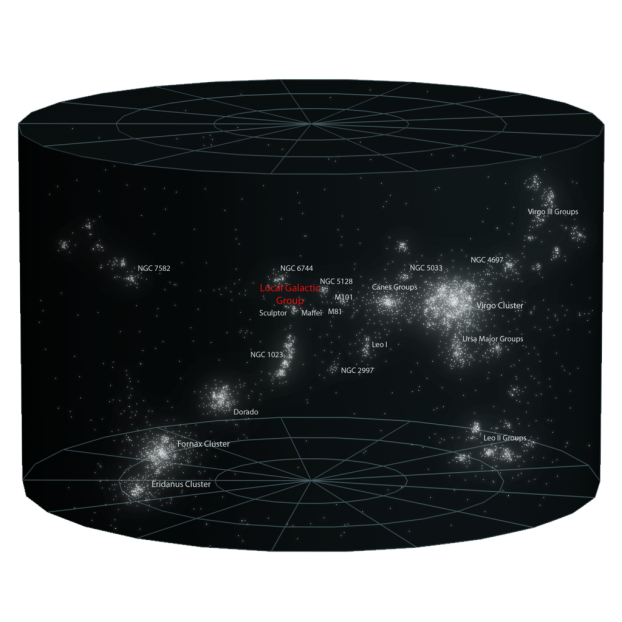 Virgo III Groups
NGC 7582
NGC 6744
NGC 5033
NGC 4697
NGC 5128
Local Galactic
Group
Canes Groups
M101
Virgo Cluster
Sculptor
Maffei
M81
Ursa Major Groups
Leo I
NGC 1023
NGC 2997
Dorado
Leo II Groups
Fornax Cluster
Eridanus Cluster